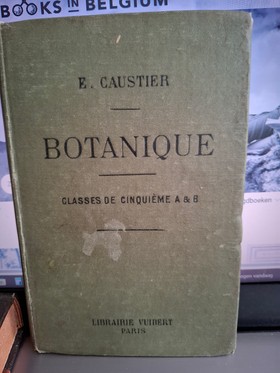 BOOKS IN BELGIUM
E. CAUSTIER
BOTANIQUE
CLASSES DE CINQUIÈME A & B
LIBRAIRIE VUIBERT
PARIS